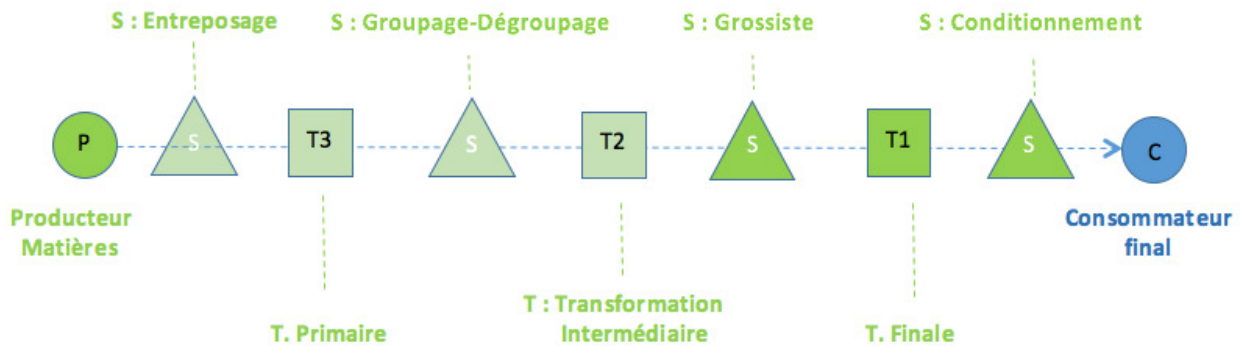 S : Entreposage
S : Groupage-Dégroupage
S : Grossiste
S : Conditionnement
P
S
T3
S
T2
S
T1
S
C
Producteur
Matières
Consommateur
final
T. Primaire
T : Transformation
Intermédiaire
T. Finale